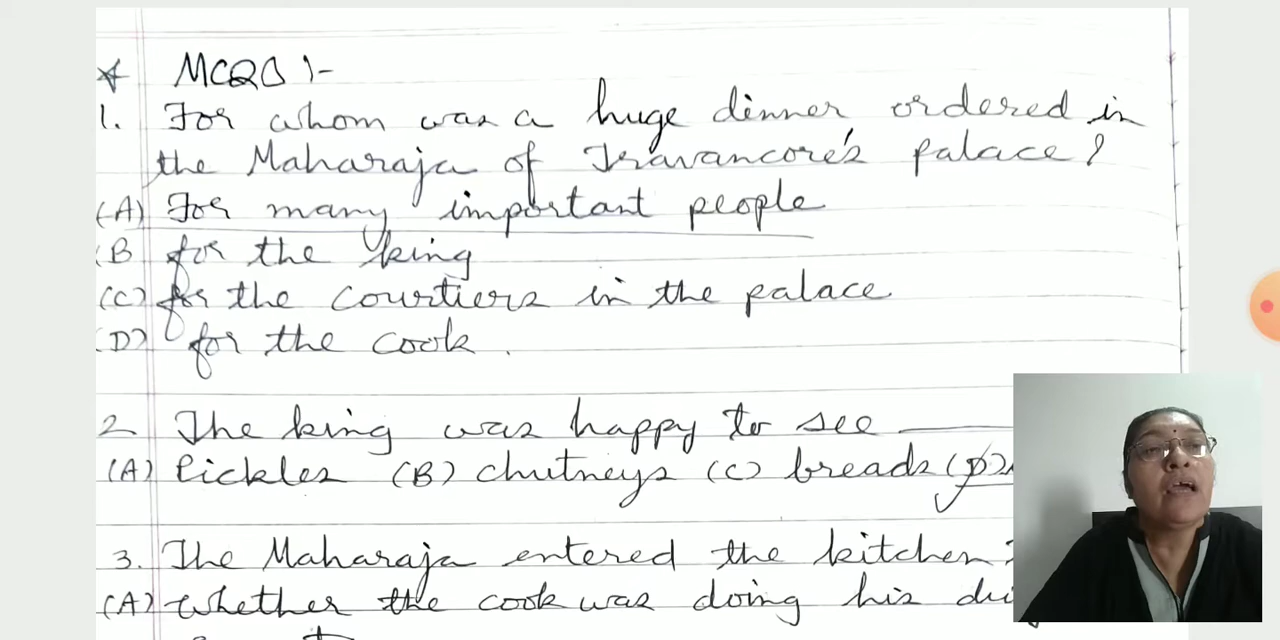 MCQs :-
1. For whom was a huge dinner ordered in
the Maharaja of Travancore's palace?
(A) For many important people
(B for the king
(C) for the courtiers in the palace
(D) for the cook.
2. The king was happy to see ———
(A) Pickles (B) chutneys (C) breads (D)
3. The Maharaja entered the kitchen
(A) Whether the cook was doing his